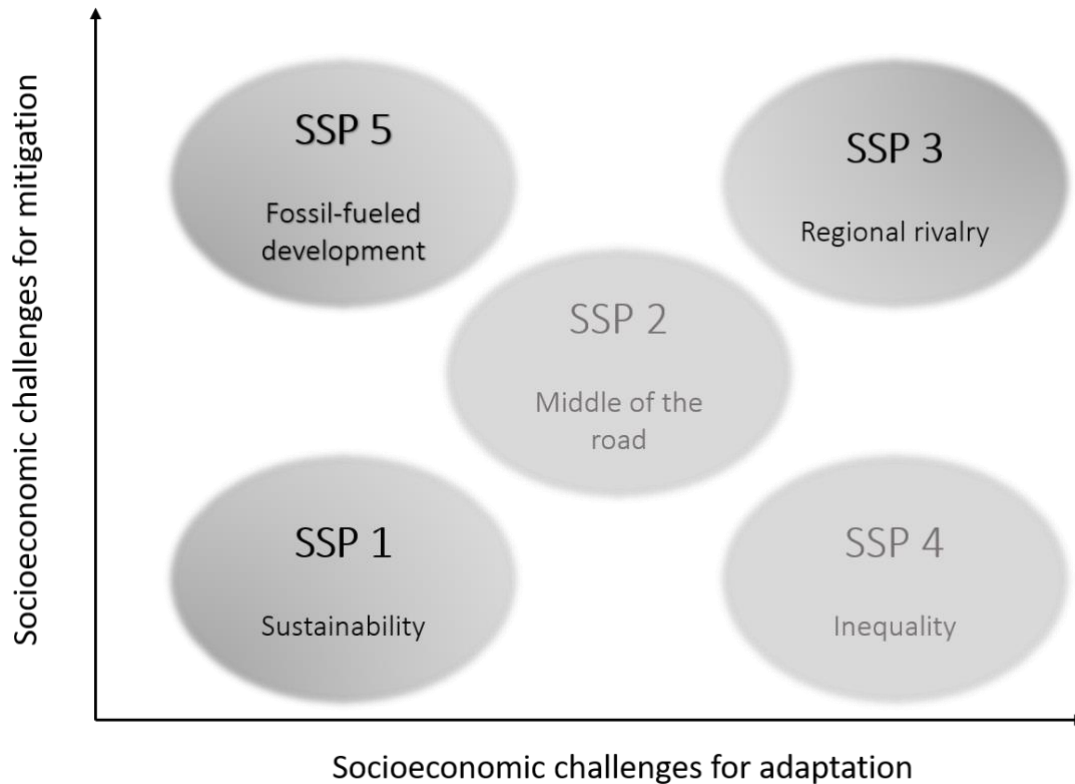 Socioeconomic challenges for mitigation
SSP 5
Fossil-fueled
development
SSP 3
Regional rivalry
SSP 2
Middle of the
road
SSP 1
Sustainability
SSP 4
Inequality
Socioeconomic challenges for adaptation